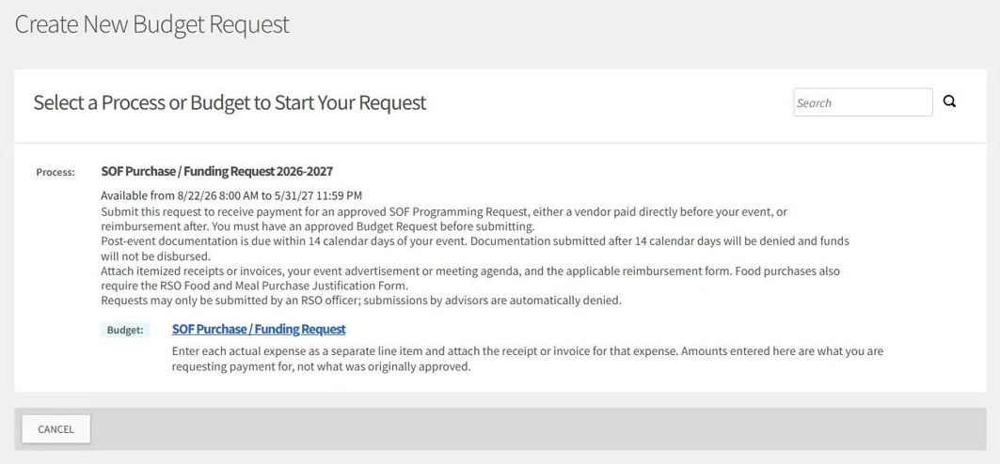 Create New Budget Request
Select a Process or Budget to Start Your Request
Search
Process:
SOF Purchase / Funding Request 2026-2027
Available from 8/22/26 8:00 AM to 5/31/27 11:59 PM
Submit this request to receive payment for an approved SOF Programming Request, either a vendor paid directly before your event, or
reimbursement after. You must have an approved Budget Request before submitting.
Post-event documentation is due within 14 calendar days of your event. Documentation submitted after 14 calendar days will be denied and funds
will not be disbursed.
Attach itemized receipts or invoices, your event advertisement or meeting agenda, and the applicable reimbursement form. Food purchases also
require the RSO Food and Meal Purchase Justification Form.
Requests may only be submitted by an RSO officer; submissions by advisors are automatically denied.
Budget:
SOF Purchase / Funding Request
Enter each actual expense as a separate line item and attach the receipt or invoice for that expense. Amounts entered here are what you are
requesting payment for, not what was originally approved.
CANCEL